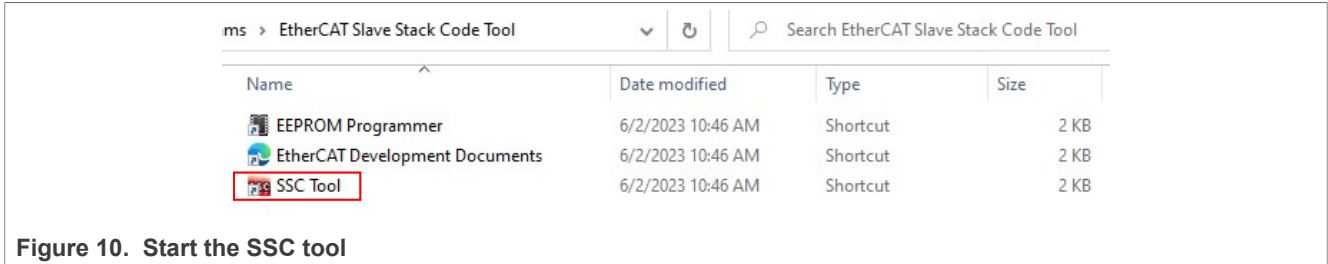 ms > EtherCAT Slave Stack Code Tool Search EtherCAT Slave Stack Code Tool
Name Date modified Type Size
EEPROM Programmer 6/2/2023 10:46 AM Shortcut 2 KB
EtherCAT Development Documents 6/2/2023 10:46 AM Shortcut 2 KB
SSC Tool 6/2/2023 10:46 AM Shortcut 2 KB
Figure 10. Start the SSC tool